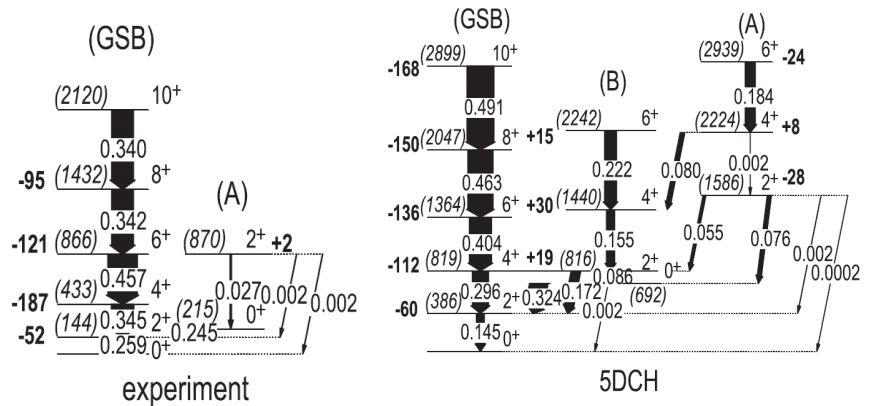 (GSB)
(2120) 10+
0.340
-95 (1432) 8+
0.342
(A)
-121 (866) 6+
(870) 2+ +2
0.457
0.027 0.002 0.002
-187 (433) 4+
(215) 0+
0.345
0.245
-52 (144) 2+
0.259 0+
experiment
(GSB)
-168 (2899) 10+
0.491
-150 (2047) 8+
0.463
-136 (1364) 6+
0.404
-112 (819) 4+
0.296
-60 (386) 2+
0.145 0+
(B)
+15 (2242) 6+
0.222
+30 (1440) 4+
0.155
+19 (816) 2+
0.086
0.324 0.172
0.002
0+
(692)
(A)
(2939) 6+ -24
0.184
(2224) 4+ +8
0.080 0.002
(1586) 2+ -28
0.055 0.076
0.002
0.0002
5DCH